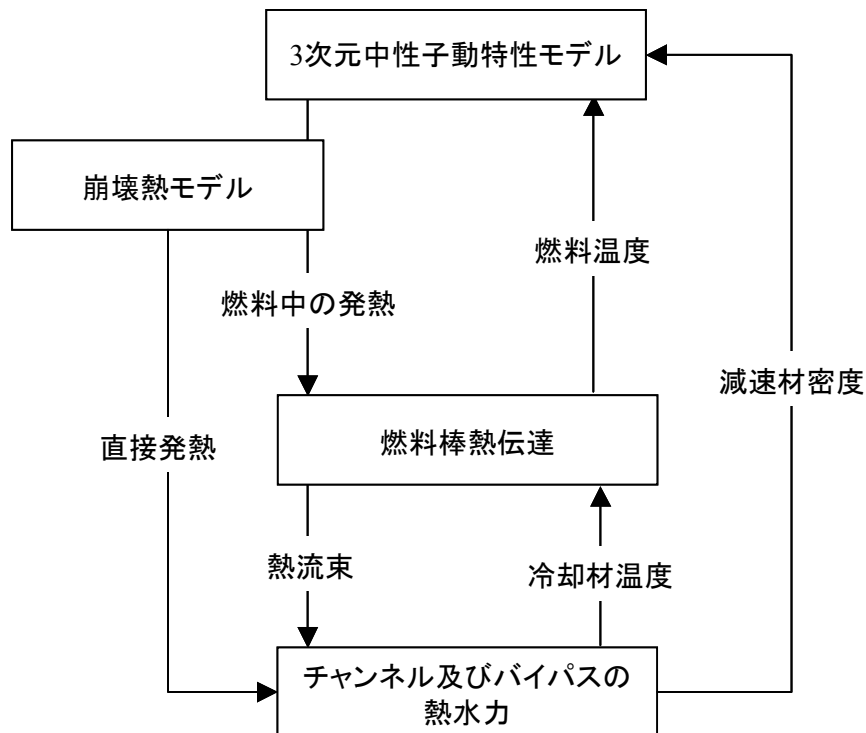 3次元中性子動特性モデル
崩壊熱モデル
燃料温度
燃料中の発熱
減速材密度
直接発熱
燃料棒熱伝達
熱流束
冷却材温度
チャンネル及びバイパスの
熱水力